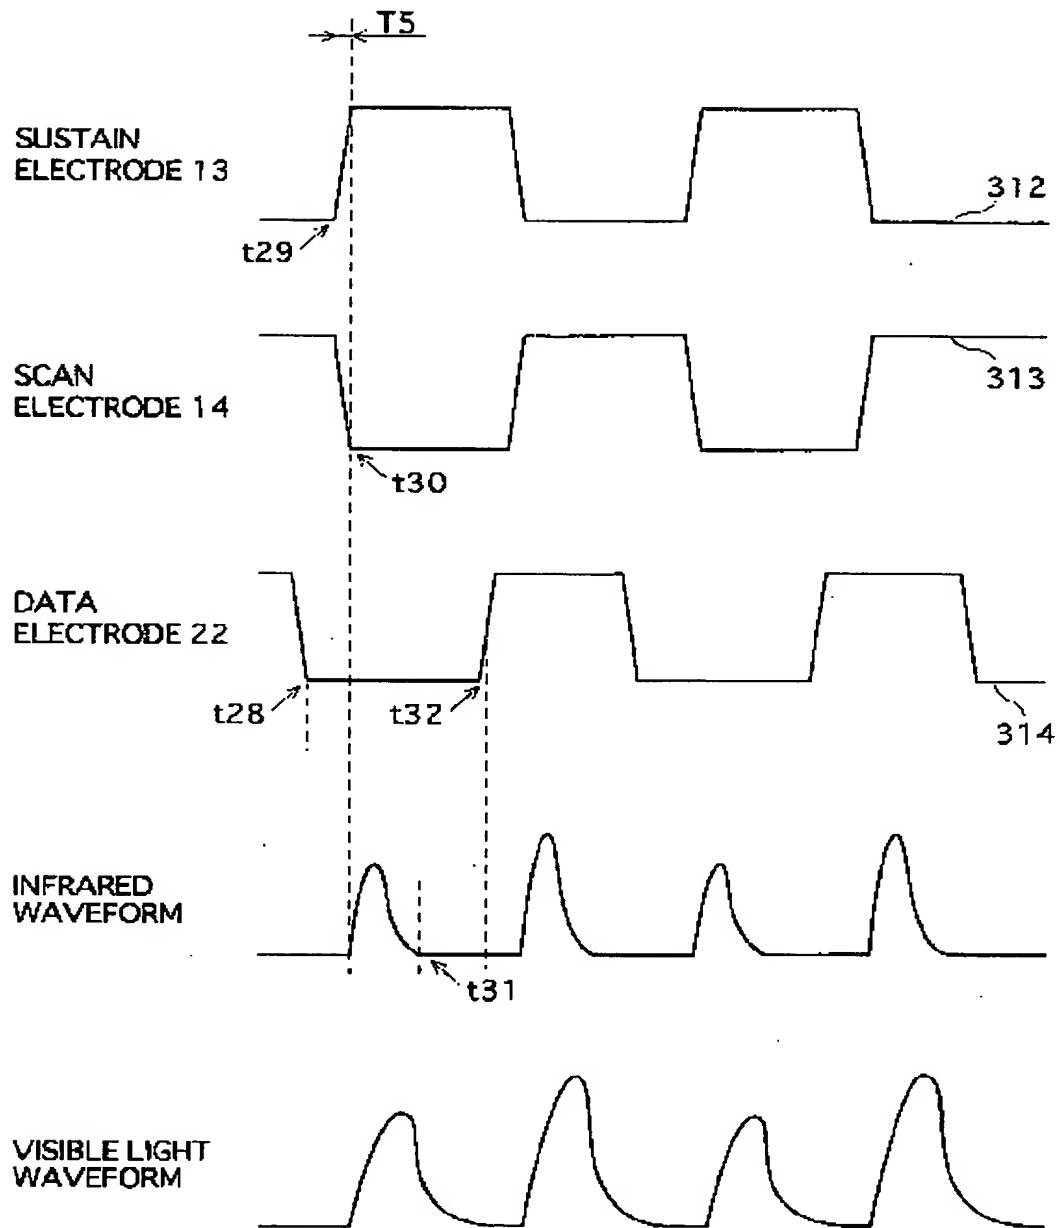 T5
SUSTAIN
ELECTRODE 13
312
t29
SCAN
ELECTRODE 14
313
t30
DATA
ELECTRODE 22
t28
t32
314
INFRARED
WAVEFORM
t31
VISIBLE LIGHT
WAVEFORM